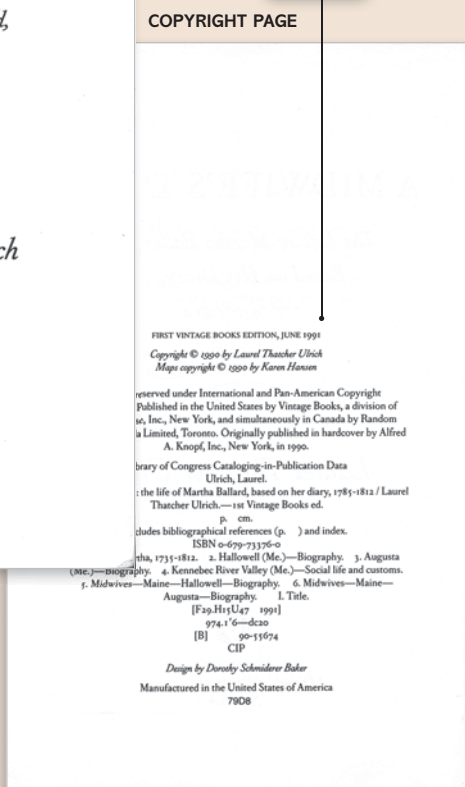 d,
COPYRIGHT PAGE
ch
FIRST VINTAGE BOOKS EDITION, JUNE 1991
Copyright © 1990 by Laurel Thatcher Ulrich
Maps copyright © 1990 by Karen Hansen
reserved under International and Pan-American Copyright
Published in the United States by Vintage Books, a division of
se, Inc., New York, and simultaneously in Canada by Random
a Limited, Toronto. Originally published in hardcover by Alfred
A. Knopf, Inc., New York, in 1990.
brary of Congress Cataloging-in-Publication Data
Ulrich, Laurel.
: the life of Martha Ballard, based on her diary, 1785-1812 / Laurel
Thatcher Ulrich.—1st Vintage Books ed.
p. cm.
cludes bibliographical references (p. ) and index.
ISBN 0-679-73376-0
rtha, 1735-1812. 2. Hallowell (Me.)—Biography. 3. Augusta
(Me.)—Biography. 4. Kennebec River Valley (Me.)—Social life and customs.
5. Midwives—Maine—Hallowell—Biography. 6. Midwives—Maine—
Augusta—Biography. I. Title.
[F29.H15U47 1991]
974.1'6—dc20
[B] 90-55674
CIP
Design by Dorothy Schmiderer Baker
Manufactured in the United States of America
79D8